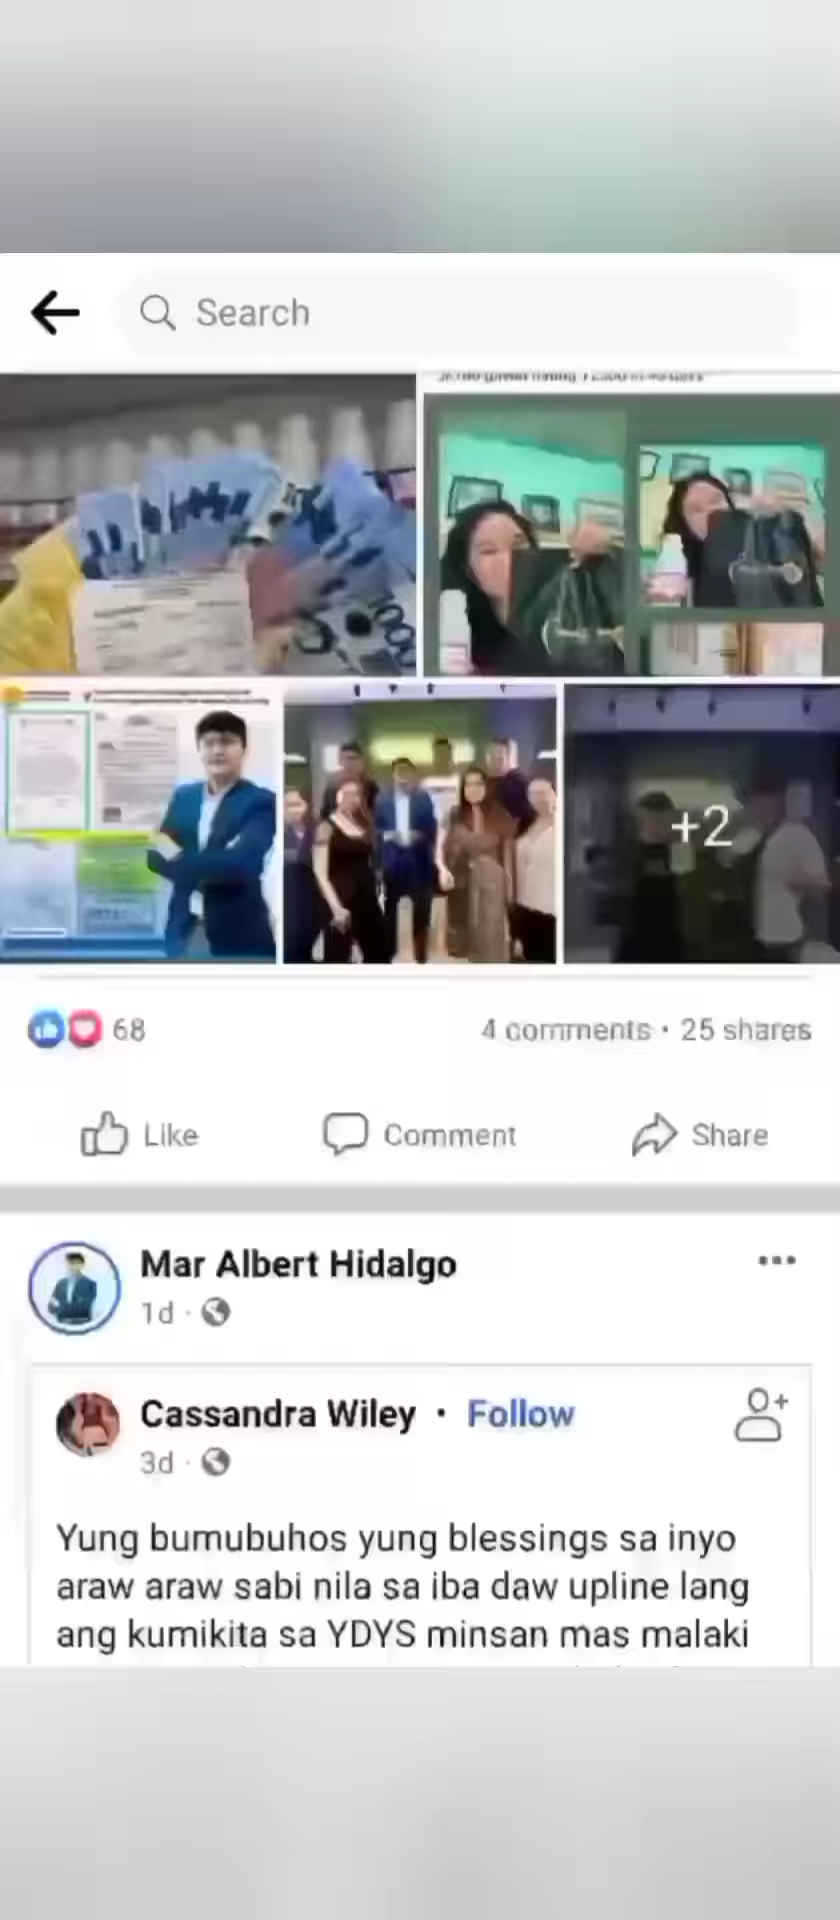 Search
+2
68
4 comments • 25 shares
Like
Comment
Share
Mar Albert Hidalgo
1d ·
Cassandra Wiley • Follow
3d ·
Yung bumubuhos yung blessings sa inyo
araw araw sabi nila sa iba daw upline lang
ang kumikita sa YDYS minsan mas malaki